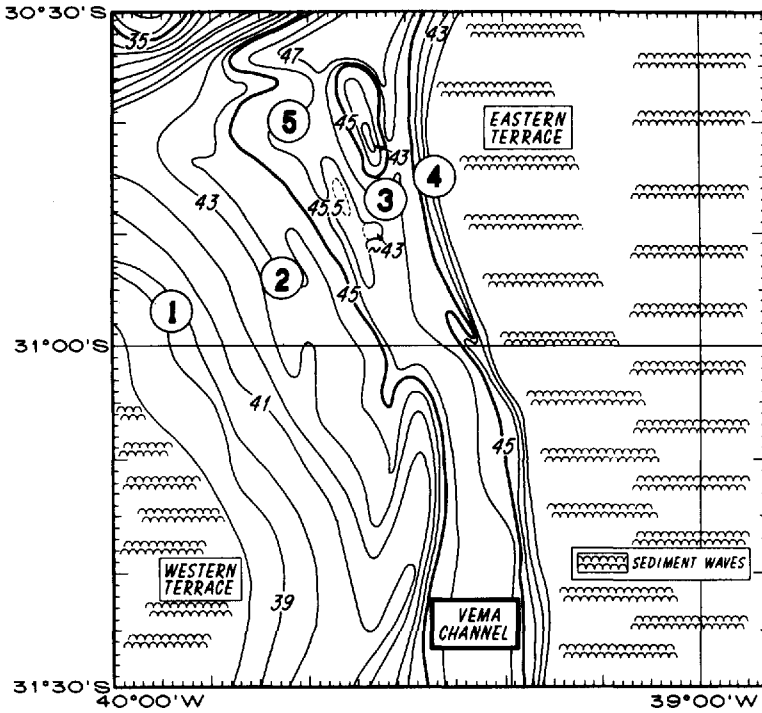 30°30'S
35
47
43
5
45
43
EASTERN
TERRACE
4
3
43
45.5
~43
2
45
1
31°00'S
41
45
WESTERN
TERRACE
39
SEDIMENT WAVES
VEMA
CHANNEL
31°30'S
40°00'W
39°00'W